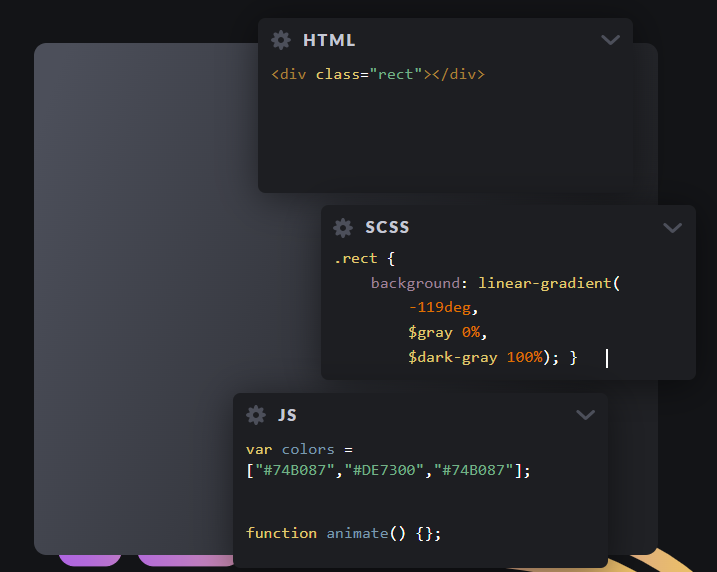 HTML
<div class="rect"></div>
SCSS
.rect {
background: linear-gradient(
-119deg,
$gray 0%,
$dark-gray 100%); }
JS
var colors =
["#74B087","#DE7300","#74B087"];
function animate() {};